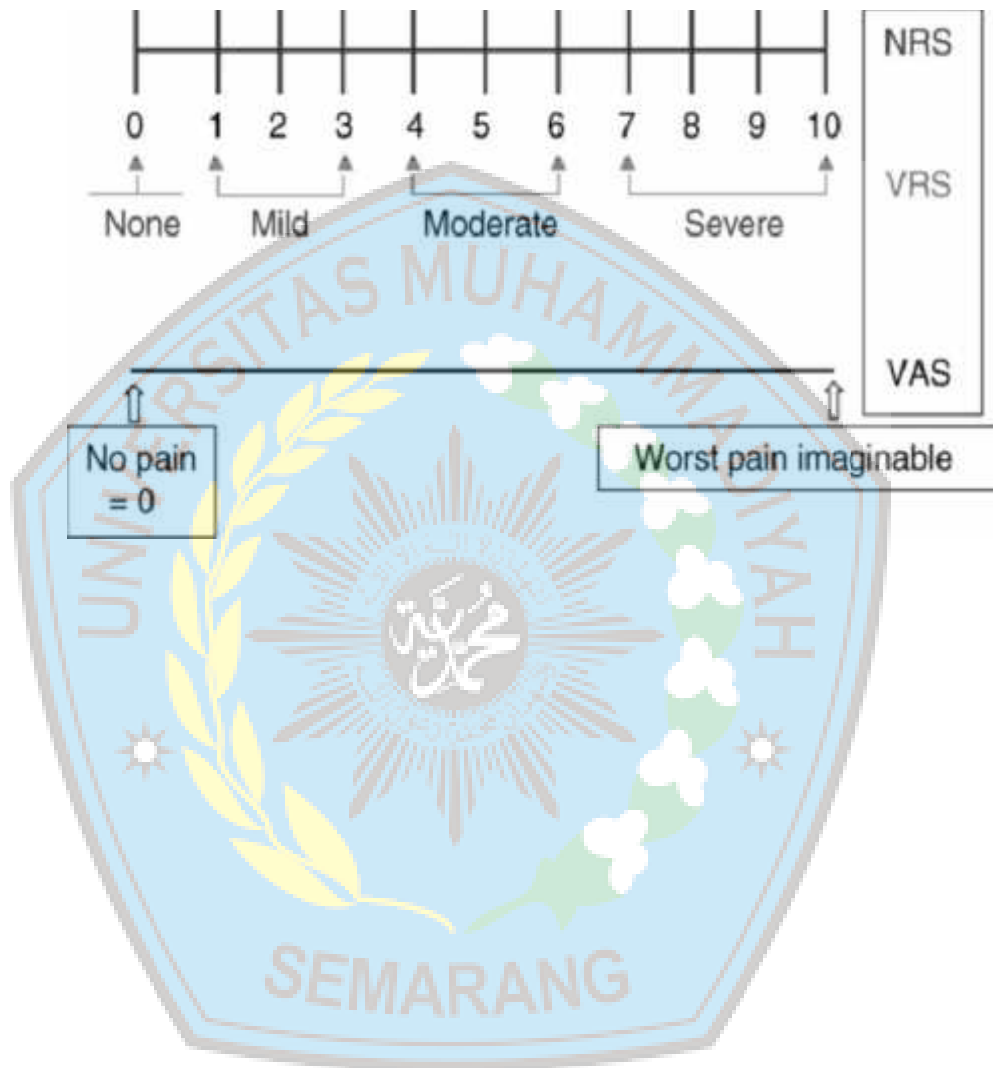 NRS
0 1 2 3 4 5 6 7 8 9 10
VRS
None Mild Moderate Severe
VAS
No pain
= 0
Worst pain imaginable
UNIVERSITAS MUHAMMADIYAH
محمدية
SEMARANG